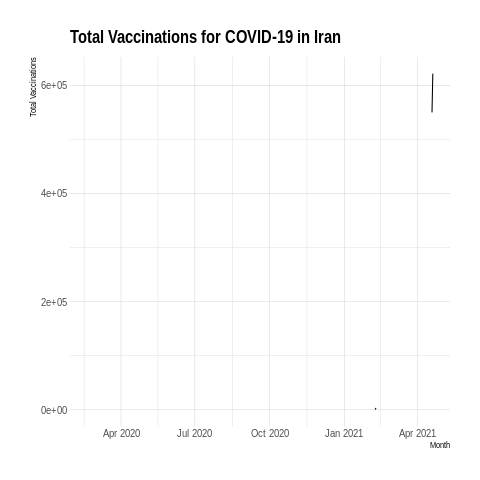 Total Vaccinations for COVID-19 in Iran
Total Vaccinations
6e+05
4e+05
2e+05
0e+00
Apr 2020 Jul 2020 Oct 2020 Jan 2021 Apr 2021
Month